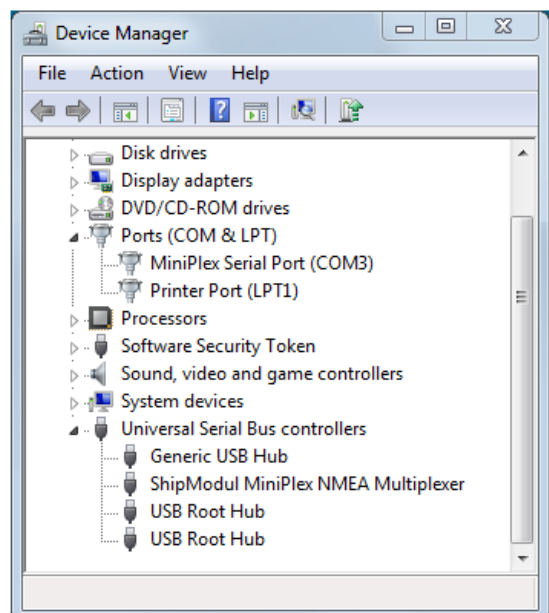 Device Manager
File Action View Help
Disk drives
Display adapters
DVD/CD-ROM drives
Ports (COM & LPT)
MiniPlex Serial Port (COM3)
Printer Port (LPT1)
Processors
Software Security Token
Sound, video and game controllers
System devices
Universal Serial Bus controllers
Generic USB Hub
ShipModul MiniPlex NMEA Multiplexer
USB Root Hub
USB Root Hub